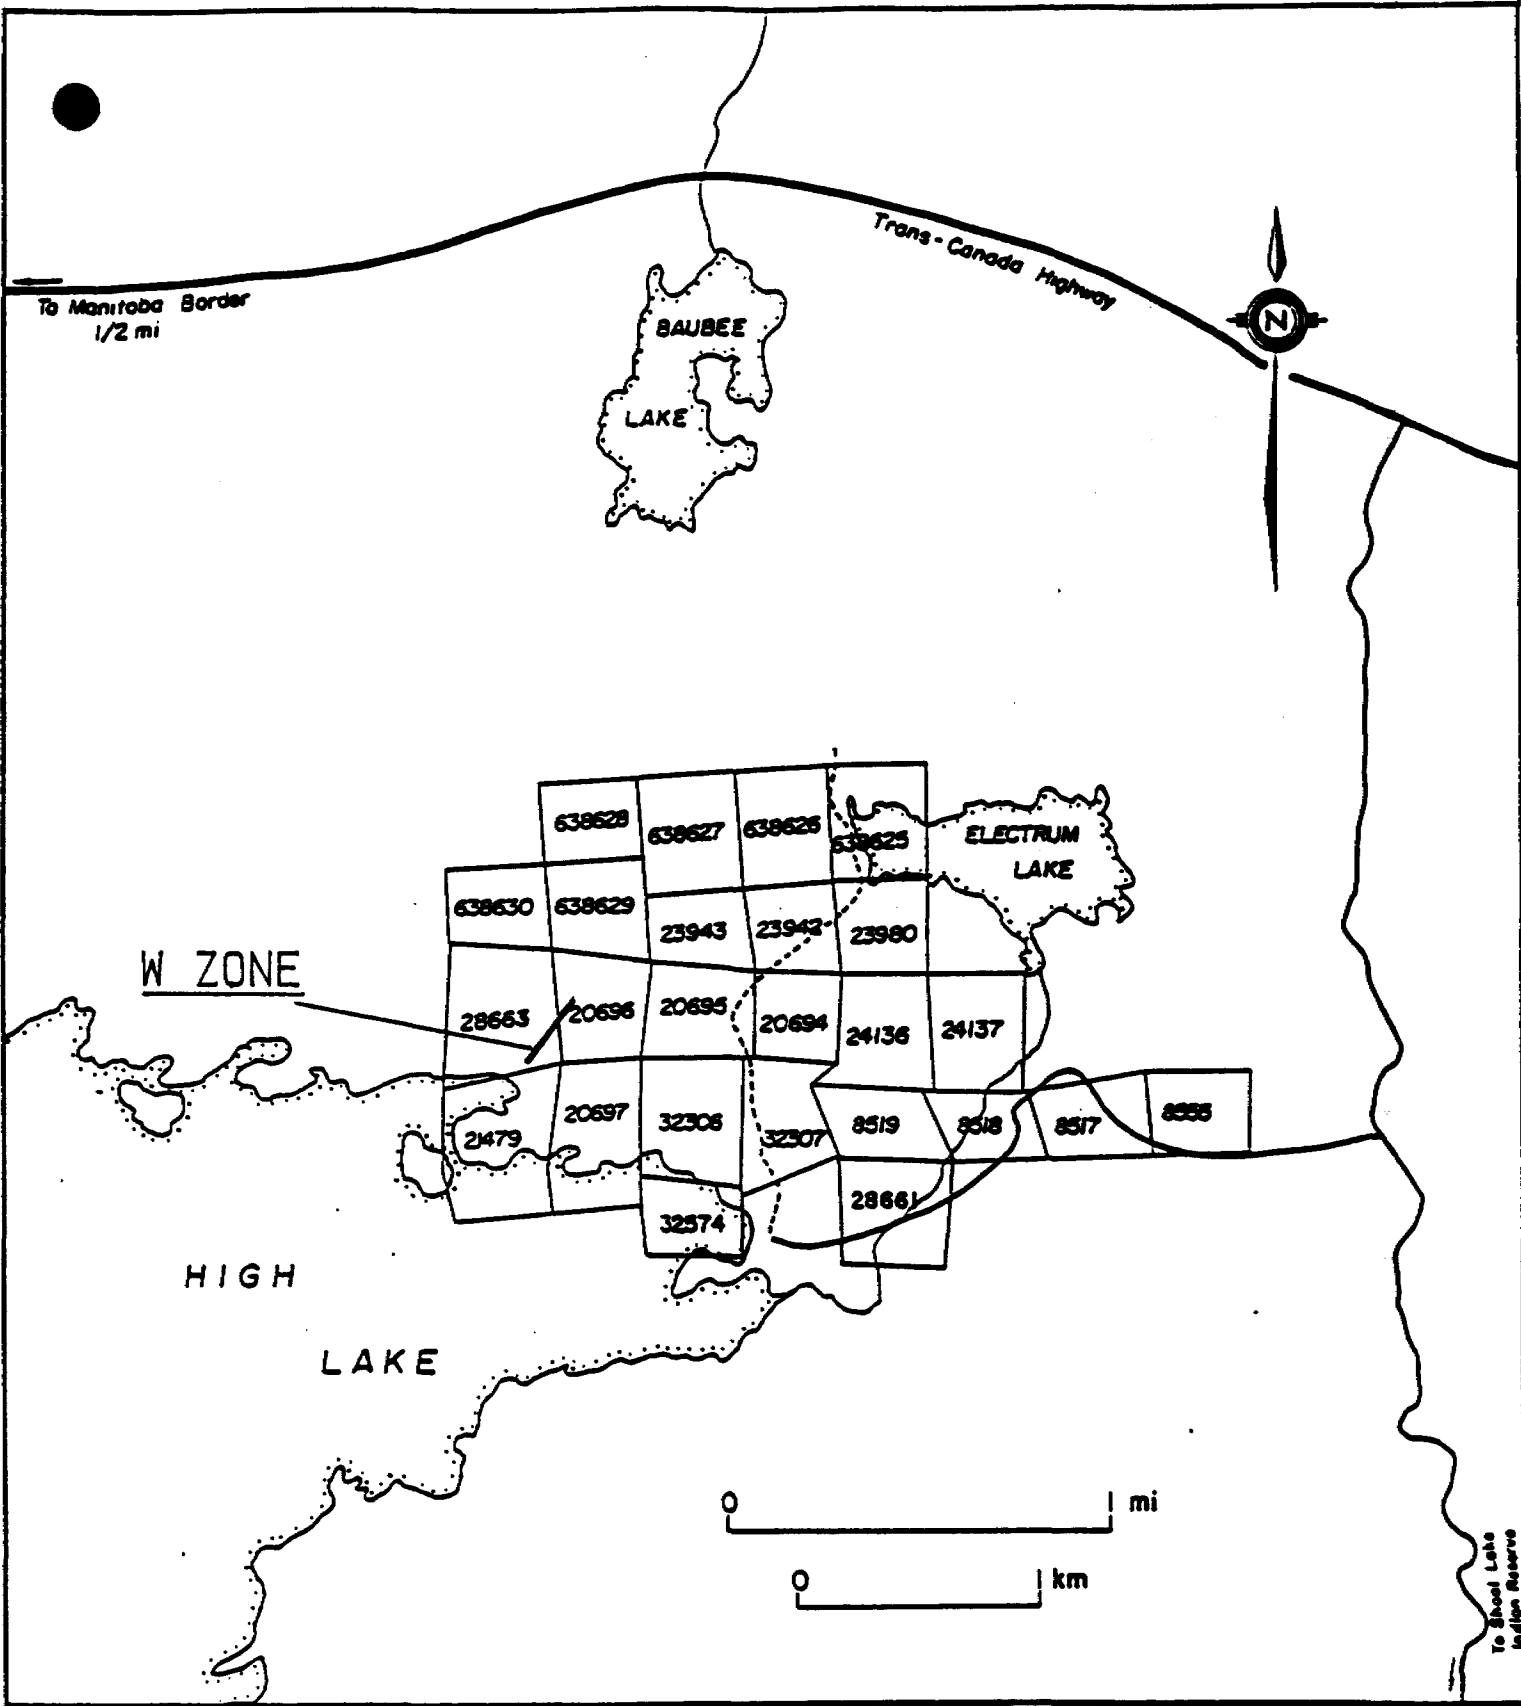 Trans-Canada Highway
To Manitoba Border
1/2 mi
N
BAUBEE
LAKE
638628
638627
638626
638625
ELECTRUM
LAKE
638630
638629
23943
23942
23980
W ZONE
28663
20696
20695
20694
24136
24137
21479
20697
32306
32307
8519
8518
8517
32574
28661
HIGH
LAKE
0 1 mi
0 1 km
To Shoal Lake
Indian Reserve